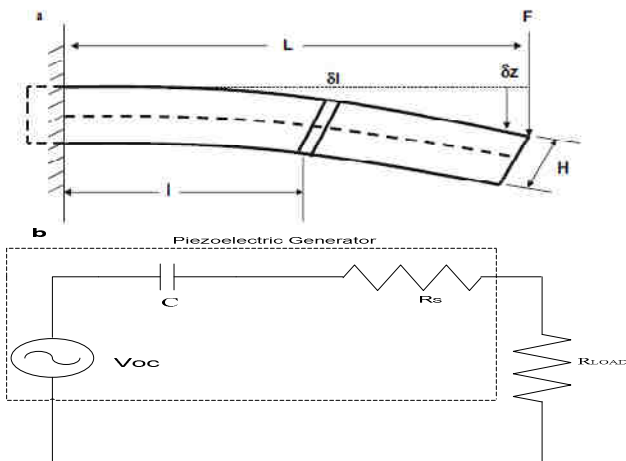 a
F
L
δl
δz
H
l
b
Piezoelectric Generator
C
Rs
Voc
RLOAD